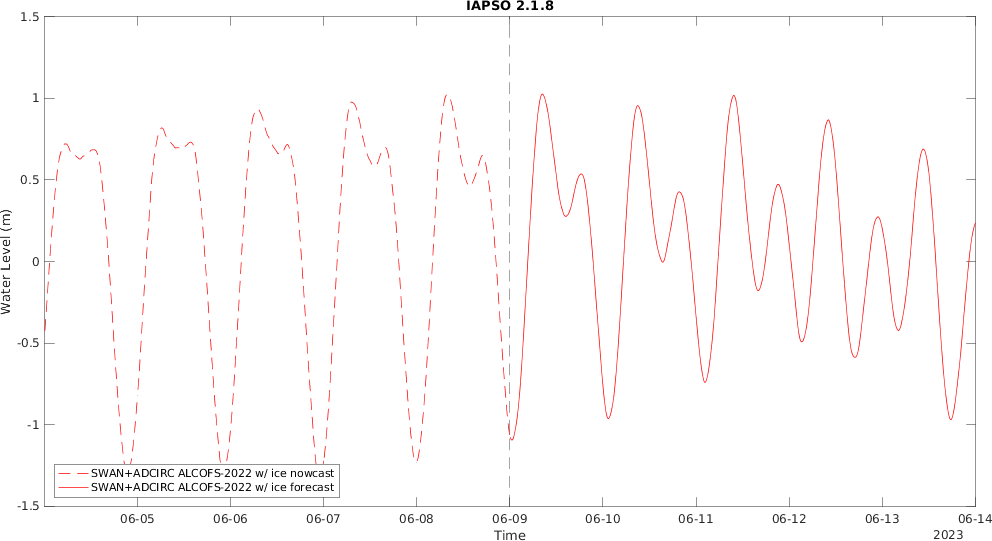 IAPSO 2.1.8
1.5
1
0.5
0
-0.5
-1
-1.5
Water Level (m)
SWAN+ADCIRC ALCOFS-2022 w/ ice nowcast
SWAN+ADCIRC ALCOFS-2022 w/ ice forecast
06-05 06-06 06-07 06-08 06-09 06-10 06-11 06-12 06-13 06-14
Time
2023